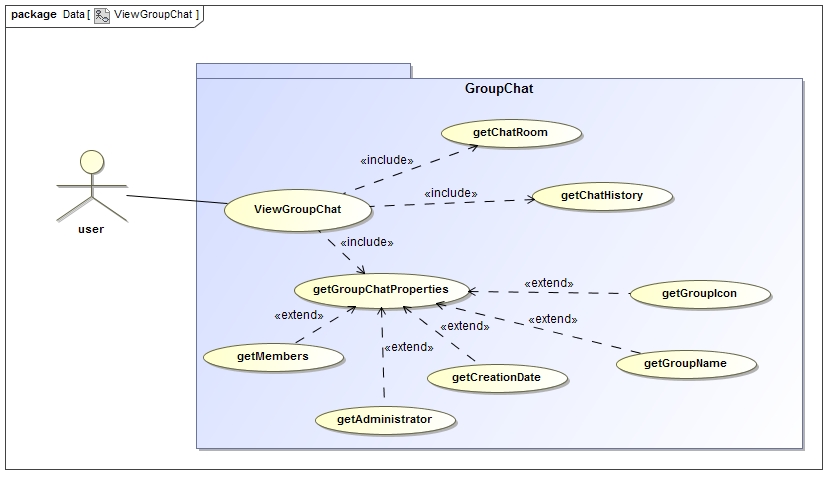 package Data [ ViewGroupChat ]
GroupChat
getChatRoom
«include»
«include»
getChatHistory
ViewGroupChat
user
«include»
getGroupChatProperties
«extend»
getGroupIcon
«extend»
«extend»
«extend»
«extend»
getMembers
getGroupName
getCreationDate
getAdministrator